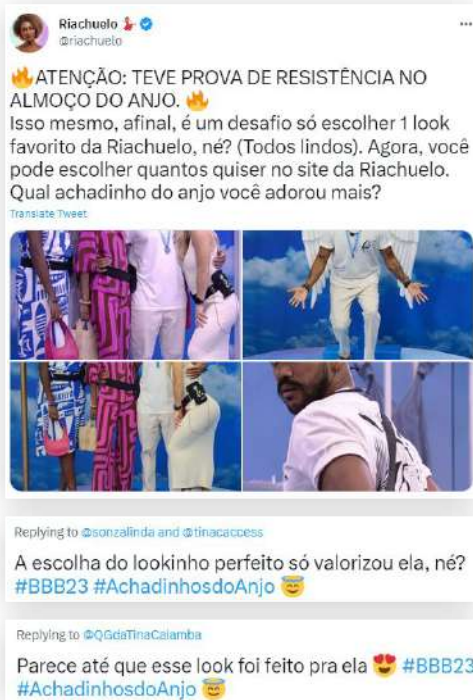 Riachuelo 💃
@riachuelo
🔥ATENÇÃO: TEVE PROVA DE RESISTÊNCIA NO
ALMOÇO DO ANJO. 🔥
Isso mesmo, afinal, é um desafio só escolher 1 look
favorito da Riachuelo, né? (Todos lindos). Agora, você
pode escolher quantos quiser no site da Riachuelo.
Qual achadinho do anjo você adorou mais?
Translate Tweet
Replying to @sonzalinda and @tinacaccess
A escolha do lookinho perfeito só valorizou ela, né?
#BBB23 #AchadinhosdoAnjo 😇
Replying to @QGdaTinaCalamba
Parece até que esse look foi feito pra ela 😍 #BBB23
#AchadinhosdoAnjo 😇